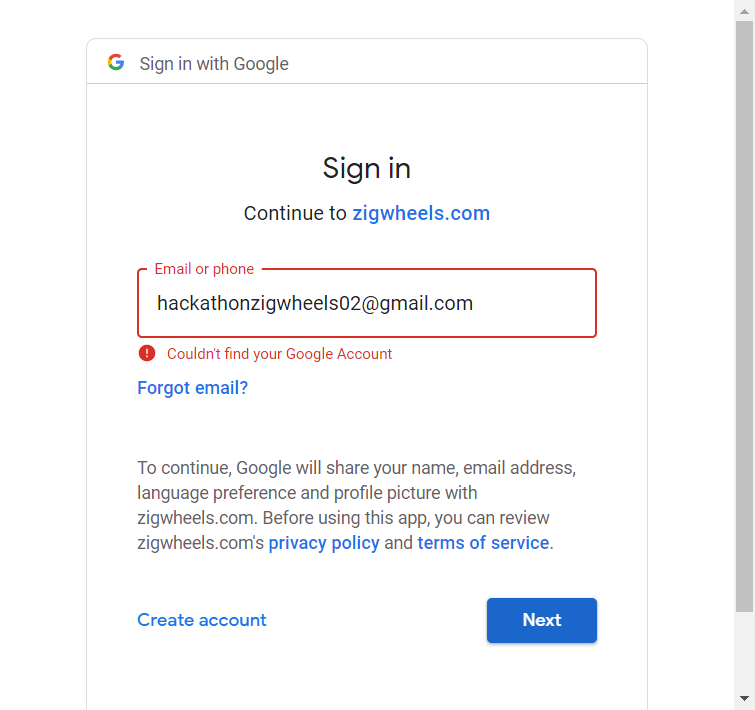 Sign in with Google
Sign in
Continue to zigwheels.com
Email or phone
hackathonzigwheels02@gmail.com
Couldn't find your Google Account
Forgot email?
To continue, Google will share your name, email address,
language preference and profile picture with
zigwheels.com. Before using this app, you can review
zigwheels.com's privacy policy and terms of service.
Create account
Next